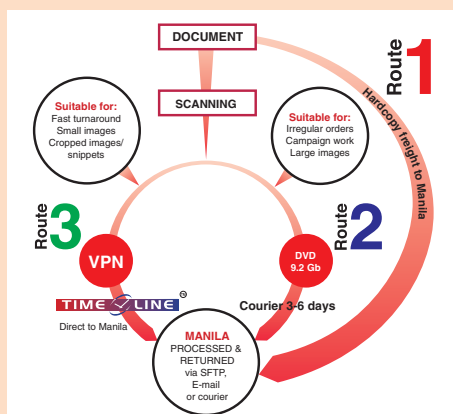 DOCUMENT
Route 1
Hardcopy freight to Manila
SCANNING
Suitable for:
Fast turnaround
Small images
Cropped images/
snippets
Suitable for:
Irregular orders
Campaign work
Large images
Route 3
Route 2
VPN
DVD
9.2 Gb
TIME LINE ®
Direct to Manila
Courier 3-6 days
MANILA
PROCESSED &
RETURNED
via SFTP,
E-mail
or courier